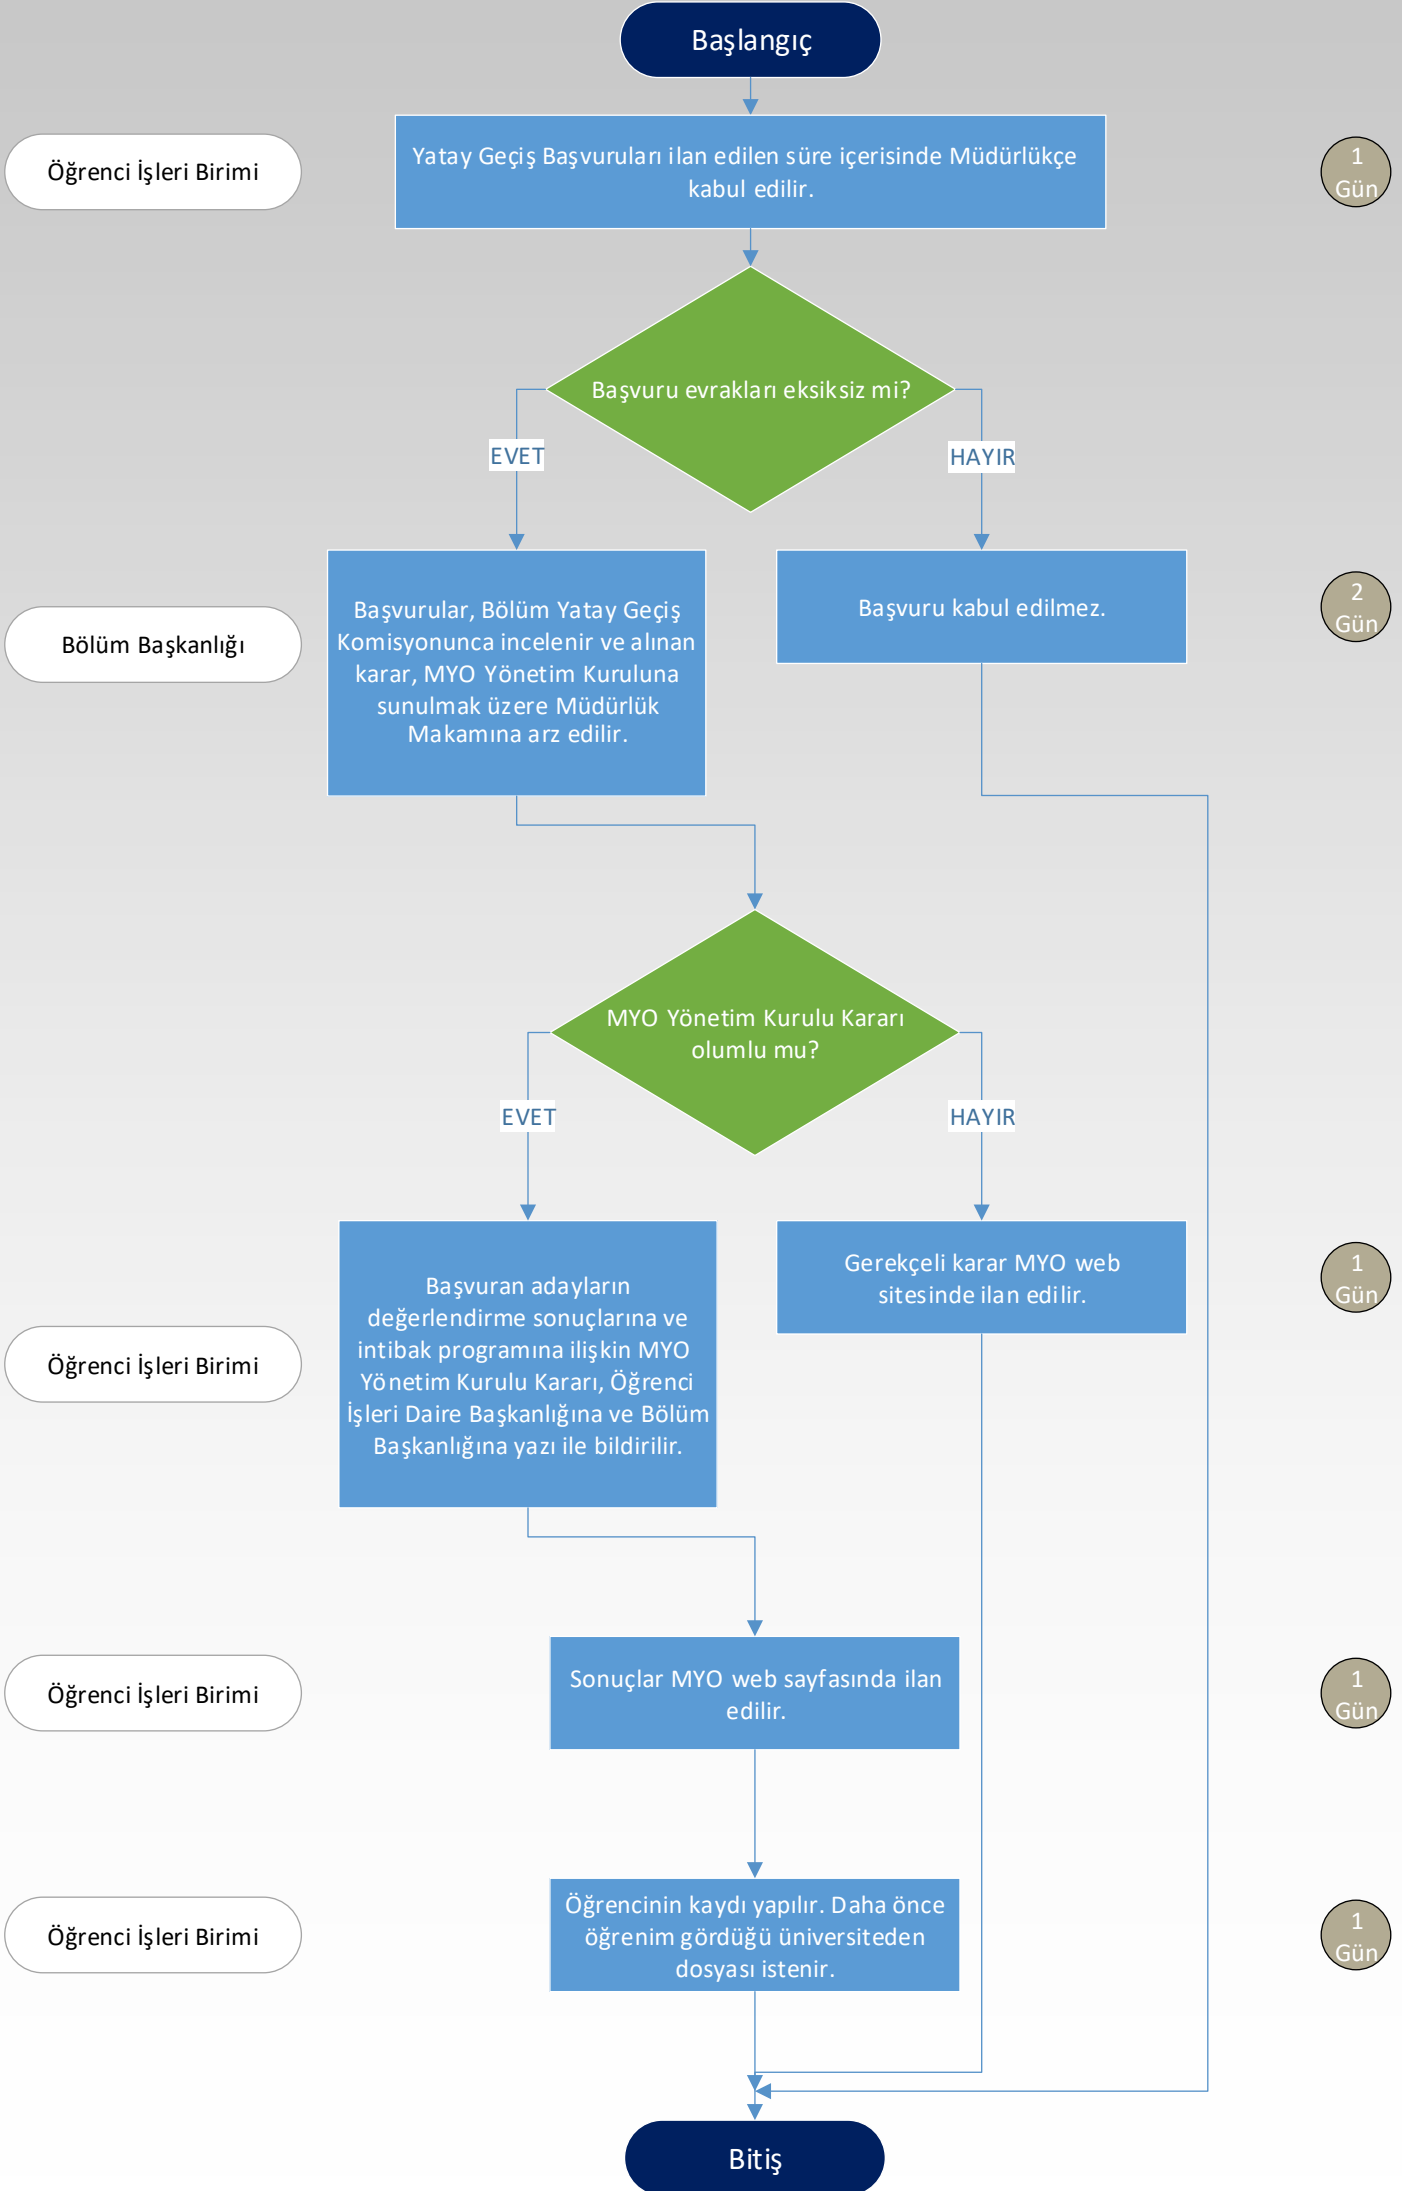 Başlangıç
Öğrenci İşleri Birimi
Yatay Geçiş Başvuruları ilan edilen süre içerisinde Müdürlükçe
kabul edilir.
1
Gün
Başvuru evrakları eksiksiz mi?
EVET
HAYIR
Bölüm Başkanlığı
Başvurular, Bölüm Yatay Geçiş
Komisyonunca incelenir ve alınan
karar, MYO Yönetim Kuruluna
sunulmak üzere Müdürlük
Makamına arz edilir.
Başvuru kabul edilmez.
2
Gün
MYO Yönetim Kurulu Kararı
olumlu mu?
EVET
HAYIR
Öğrenci İşleri Birimi
Başvuran adayların
değerlendirme sonuçlarına ve
intibak programına ilişkin MYO
Yönetim Kurulu Kararı, Öğrenci
İşleri Daire Başkanlığına ve Bölüm
Başkanlığına yazı ile bildirilir.
Gerekçeli karar MYO web
sitesinde ilan edilir.
1
Gün
Öğrenci İşleri Birimi
Sonuçlar MYO web sayfasında ilan
edilir.
1
Gün
Öğrenci İşleri Birimi
Öğrencinin kaydı yapılır. Daha önce
öğrenim gördüğü üniversiteden
dosyası istenir.
1
Gün
Bitiş